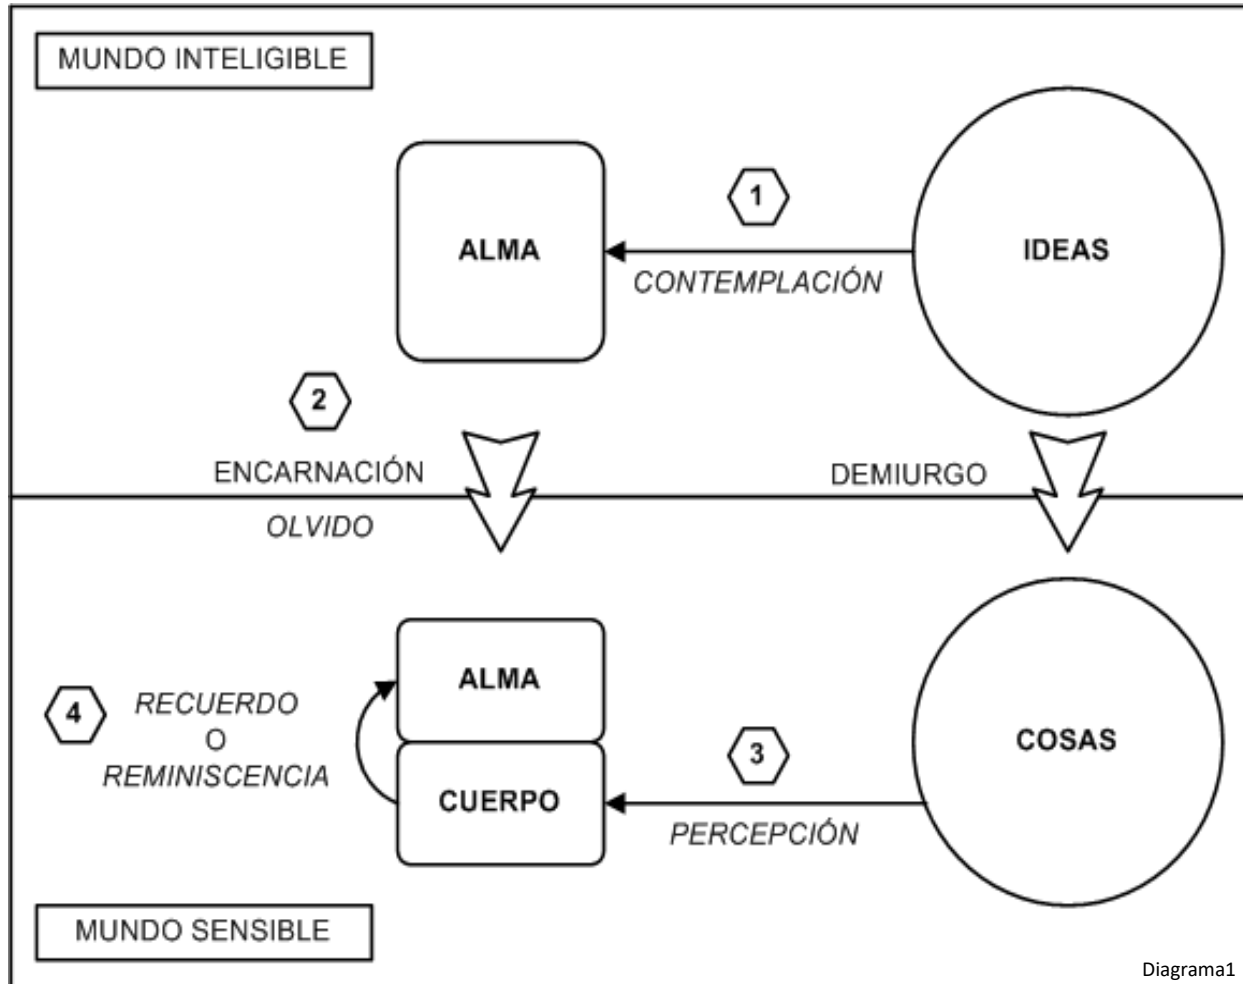 MUNDO INTELIGIBLE
1
ALMA
IDEAS
CONTEMPLACIÓN
2
ENCARNACIÓN
DEMIURGO
OLVIDO
ALMA
4
RECUERDO
O
REMINISCENCIA
3
COSAS
CUERPO
PERCEPCIÓN
MUNDO SENSIBLE
Diagrama1